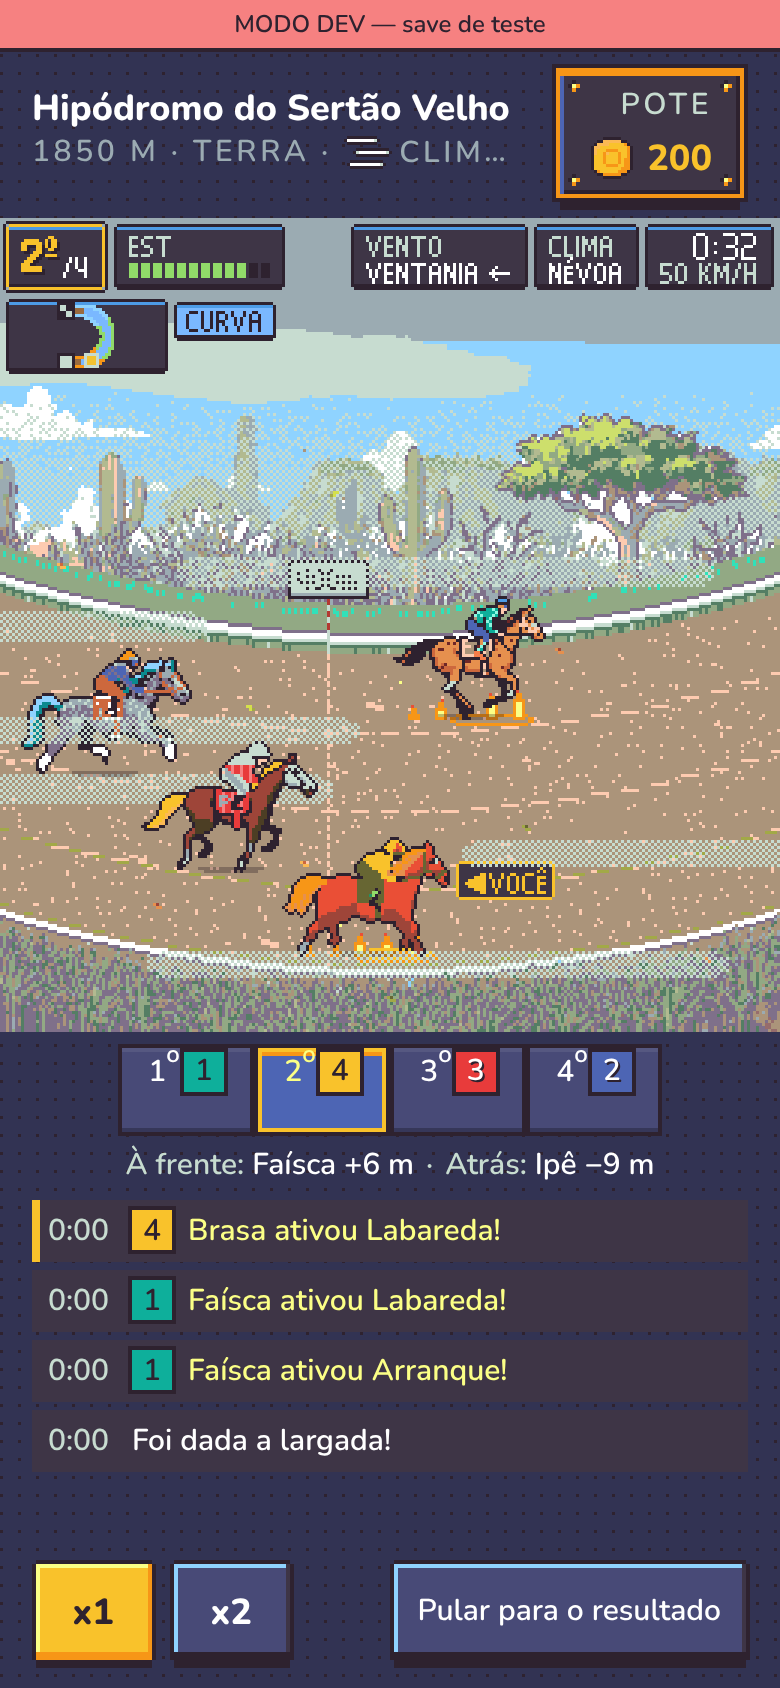 MODO DEV — save de teste
Hipódromo do Sertão Velho
1850 M · TERRA · CLIM...
POTE
200
2º/4
EST
VENTO
VENTANIA ←
CLIMA
NÉVOA
0:32
50 KM/H
CURVA
VOCÊ
1º 1
2º 4
3º 3
4º 2
À frente: Faísca +6 m · Atrás: Ipê −9 m
0:00 4 Brasa ativou Labareda!
0:00 1 Faísca ativou Labareda!
0:00 1 Faísca ativou Arranque!
0:00 Foi dada a largada!
x1
x2
Pular para o resultado